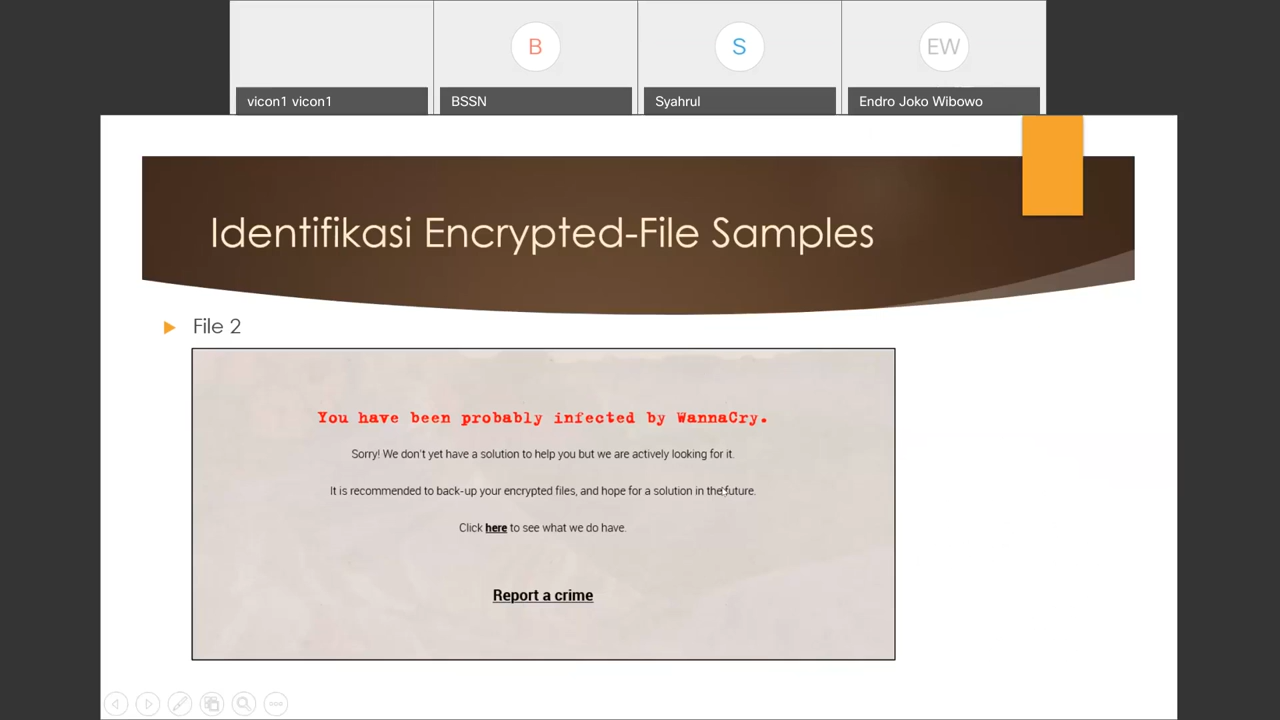 B
S
EW
vicon1 vicon1
BSSN
Syahrul
Endro Joko Wibowo
Identifikasi Encrypted-File Samples
File 2
You have been probably infected by WannaCry.
Sorry! We don't yet have a solution to help you but we are actively looking for it.
It is recommended to back-up your encrypted files, and hope for a solution in the future.
Click here to see what we do have.
Report a crime